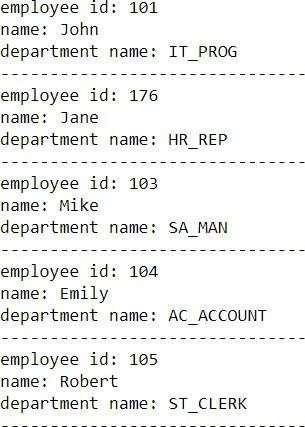 employee id: 101
name: John
department name: IT_PROG
-------------------------------
employee id: 176
name: Jane
department name: HR_REP
-------------------------------
employee id: 103
name: Mike
department name: SA_MAN
-------------------------------
employee id: 104
name: Emily
department name: AC_ACCOUNT
-------------------------------
employee id: 105
name: Robert
department name: ST_CLERK
-------------------------------